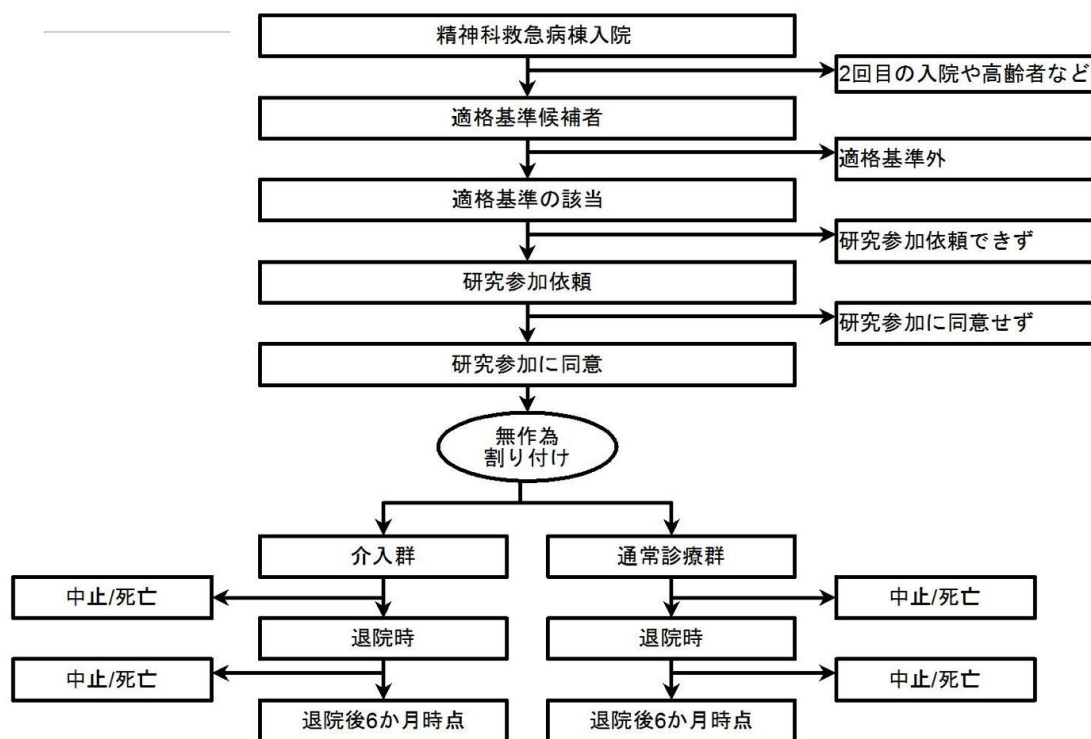 精神科救急病棟入院
2回目の入院や高齢者など
適格基準候補者
適格基準外
適格基準の該当
研究参加依頼できず
研究参加依頼
研究参加に同意せず
研究参加に同意
無作為
割り付け
介入群
通常診療群
中止/死亡
中止/死亡
退院時
退院時
中止/死亡
中止/死亡
退院後6か月時点
退院後6か月時点